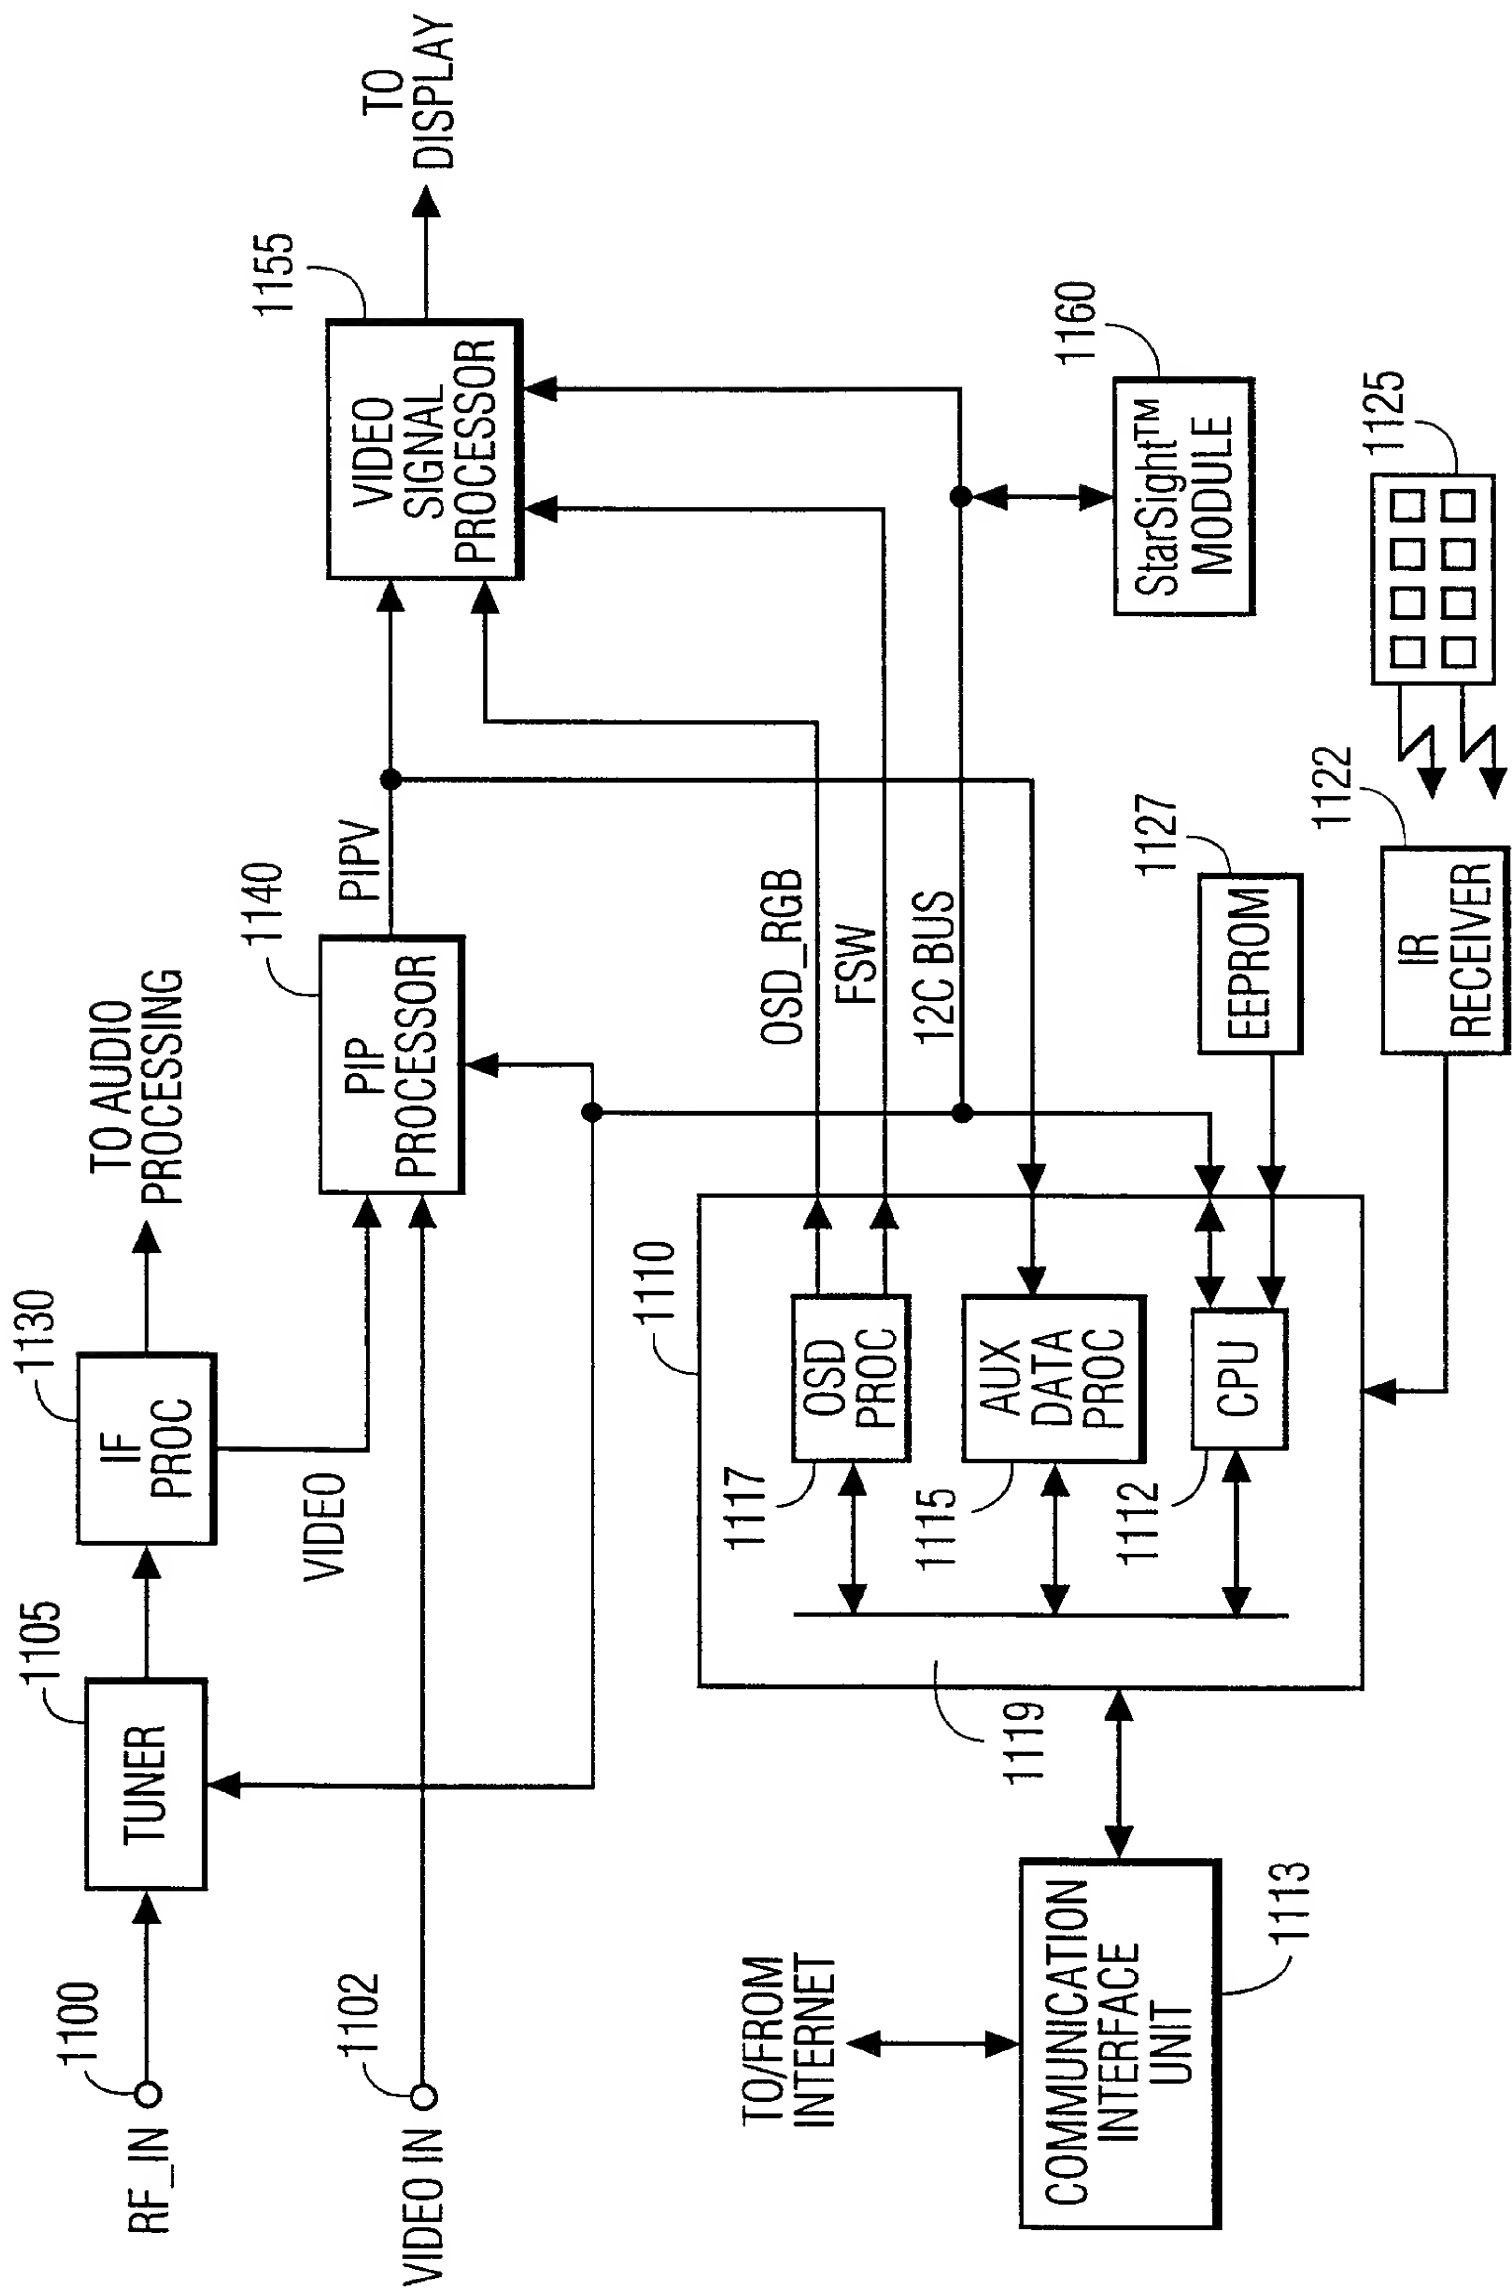 RF_IN
1100
TUNER
1105
IF
PROC
1130
TO AUDIO
PROCESSING
VIDEO
VIDEO IN
1102
PIP
PROCESSOR
1140
PIPV
VIDEO
SIGNAL
PROCESSOR
1155
TO
DISPLAY
OSD_RGB
FSW
12C BUS
1110
OSD
PROC
1117
AUX
DATA
PROC
1115
CPU
1112
1119
TO/FROM
INTERNET
COMMUNICATION
INTERFACE
UNIT
1113
StarSight™
MODULE
1160
EEPROM
1127
IR
RECEIVER
1122
1125